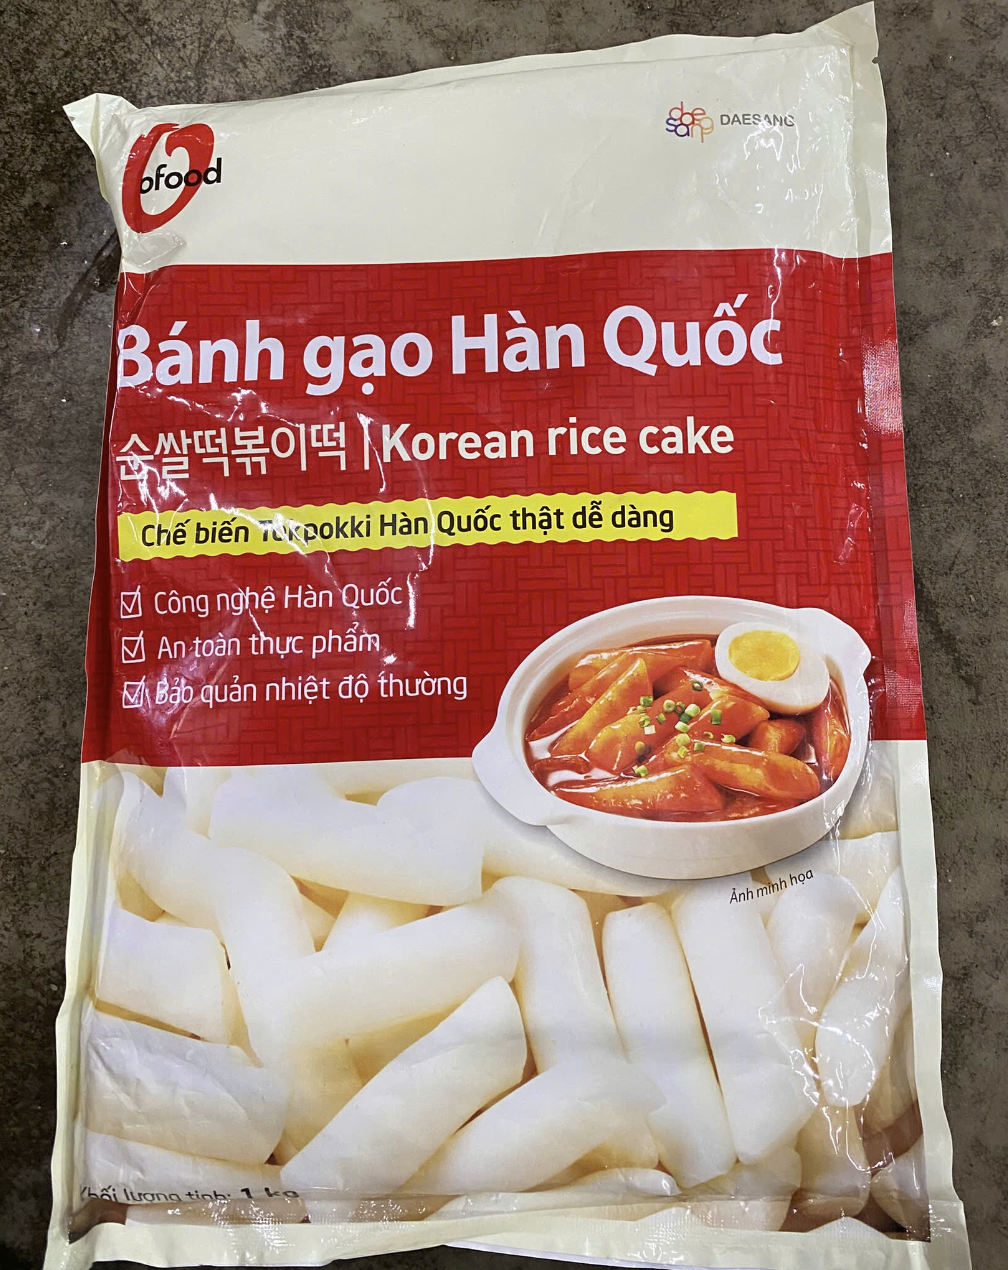 ofood
daesang DAESANG
Bánh gạo Hàn Quốc
순쌀떡볶이떡 | Korean rice cake
Chế biến Tokpokki Hàn Quốc thật dễ dàng
Công nghệ Hàn Quốc
An toàn thực phẩm
Bảo quản nhiệt độ thường
Ảnh minh họa
Khối lượng tịnh: 1 kg